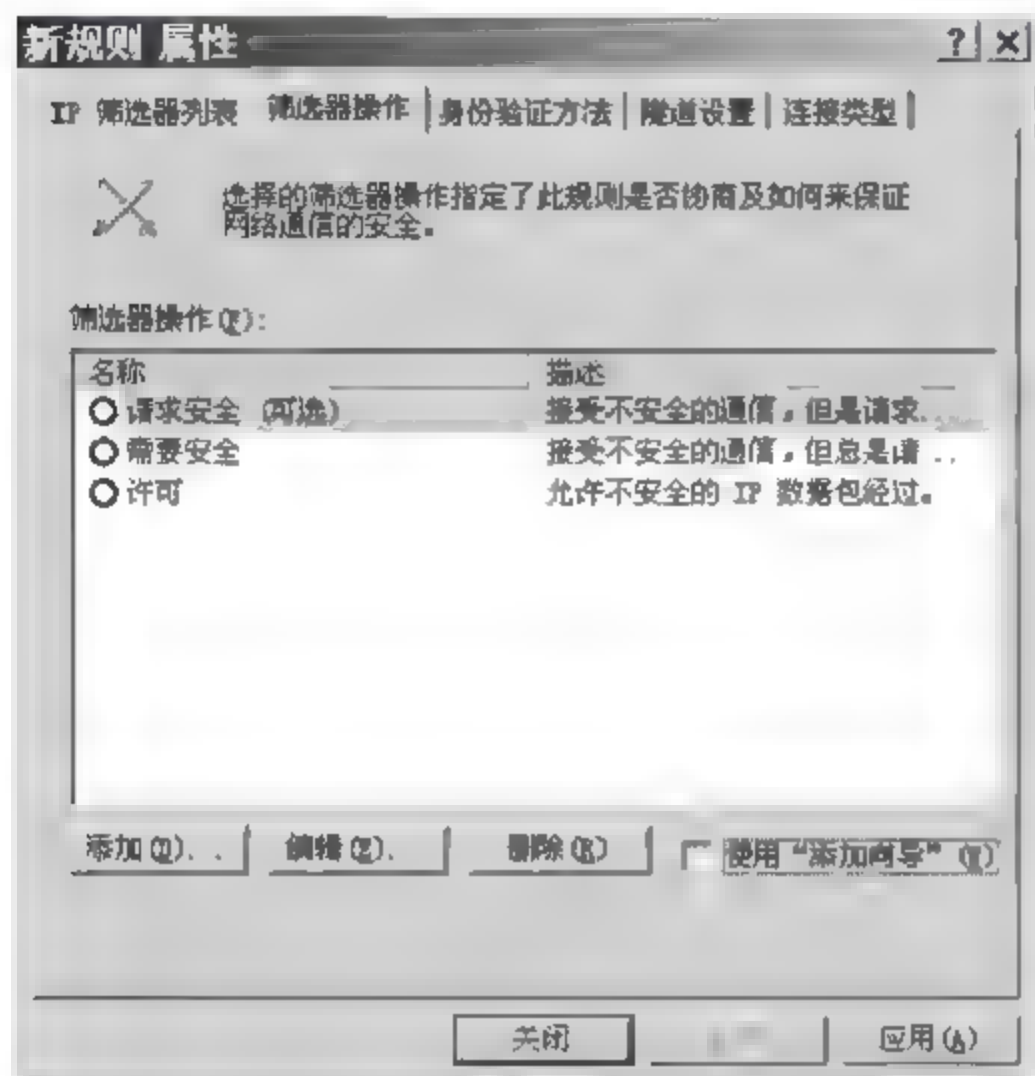 新规则 属性
IP 筛选器列表 筛选器操作 身份验证方法 隧道设置 连接类型
选择的筛选器操作指定了此规则是否协商及如何来保证
网络通信的安全。
筛选器操作(F):
名称 描述
请求安全 (可选) 接受不安全的通信，但是请求...
需要安全 接受不安全的通信，但总是请...
许可 允许不安全的 IP 数据包经过。
添加(D)... 编辑(E)... 删除(R) 使用“添加向导”(W)
关闭 应用(A)